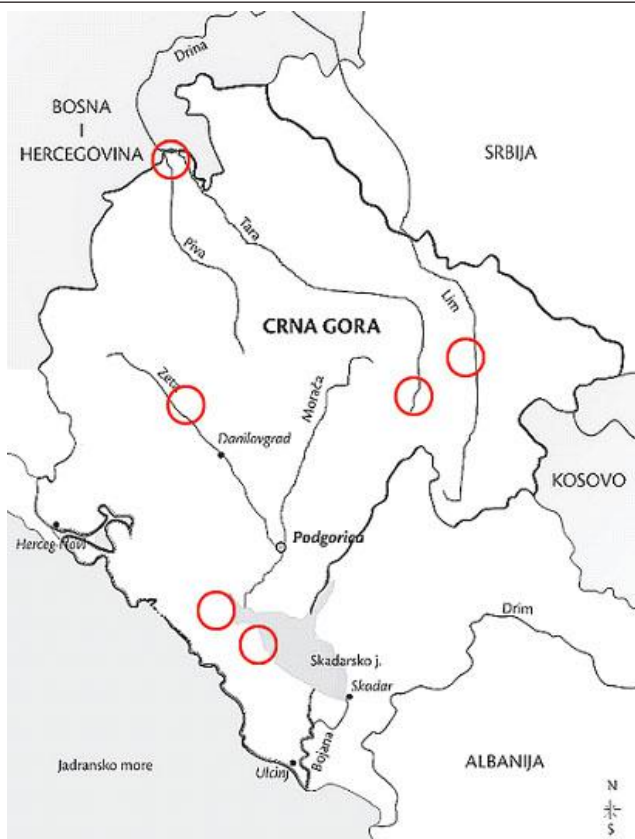 Drina
BOSNA
I
HERCEGOVINA
SRBIJA
Tara
Piva
Lim
CRNA GORA
Zeta
Morača
Danilovgrad
KOSOVO
Podgorica
Herceg-Novi
Drim
Skadarsko j.
Skadar
Bojana
Jadransko more
Ulcinj
ALBANIJA
N
S